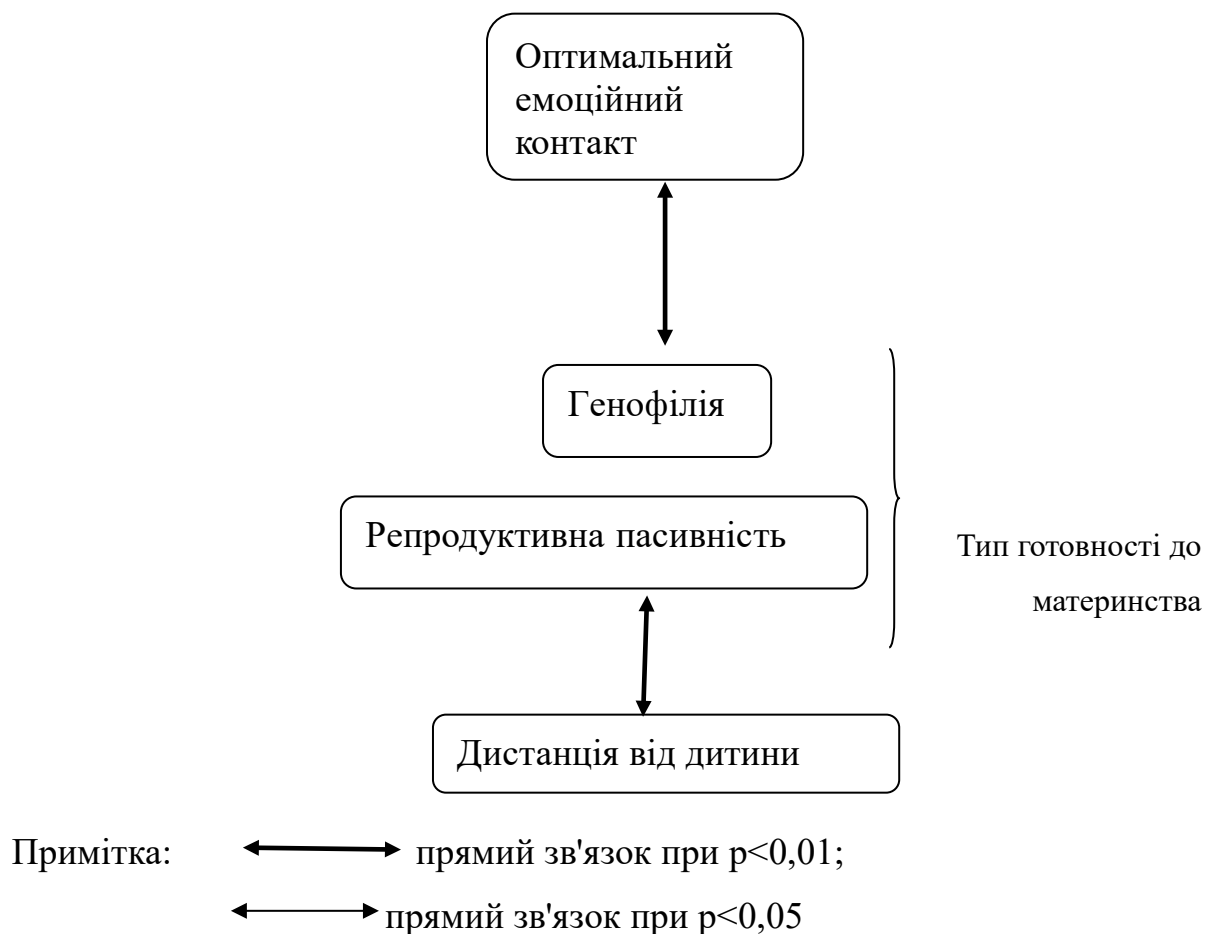 Оптимальний
емоційний
контакт
Генофілія
Репродуктивна пасивність
Тип готовності до
материнства
Дистанція від дитини
Примітка: прямий зв'язок при p<0,01;
прямий зв'язок при p<0,05